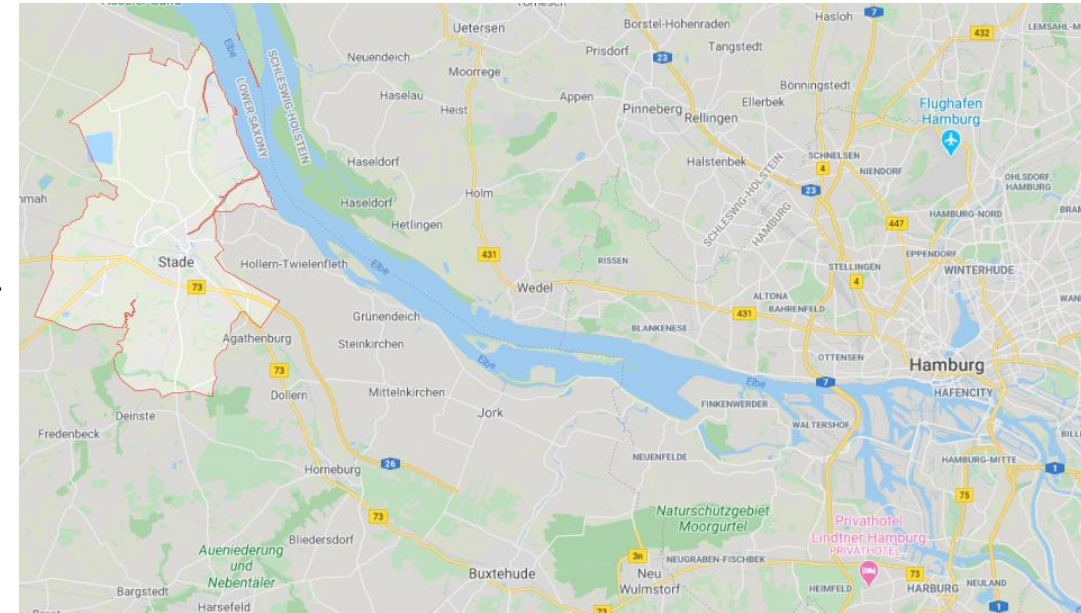 Uetersen
Borstel-Hohenraden
Hasloh
7
432
Elbe
Neuendeich
Prisdorf
Tangstedt
23
Moorrege
SCHLESWIG-HOLSTEIN
LOWER SAXONY
Haselau
Heist
Appen
Pinneberg
Rellingen
Ellerbek
Bönningstedt
Flughafen
Hamburg
Haseldorf
Halstenbek
SCHNELSEN
4
NIENDORF
OHLSDORF
HAMBURG
Holm
23
SCHLESWIG-HOLSTEIN
HAMBURG
Haseldorf
Hetlingen
HAMBURG-NORD
447
431
RISSEN
EPPENDORF
Stade
Hollern-Twielenfleth
Elbe
STELLINGEN
WINTERHUDE
4
73
Wedel
ALTONA
BAHRENFELD
431
Grünendeich
BLANKENESE
Agathenburg
Steinkirchen
OTTENSEN
Hamburg
73
Elbe
Elbe
7
Dollern
Mittelnkirchen
HAFENCITY
FINKENWERDER
Deinste
Jork
WALTERSHOF
Fredenbeck
NEUENFELDE
HAMBURG-MITTE
26
1
Horneburg
75
73
Naturschutzgebiet
Moorgürtel
Privathotel
Lindtner Hamburg
PRIVATHOTEL
Bliedersdorf
Aueniederung
und
Nebentäler
3n
NEUGRABEN-FISCHBEK
Buxtehude
Neu
Wulmstorf
73
HEIMFELD
HARBURG
NEULAND
Bargstedt
Harsefeld
73
1